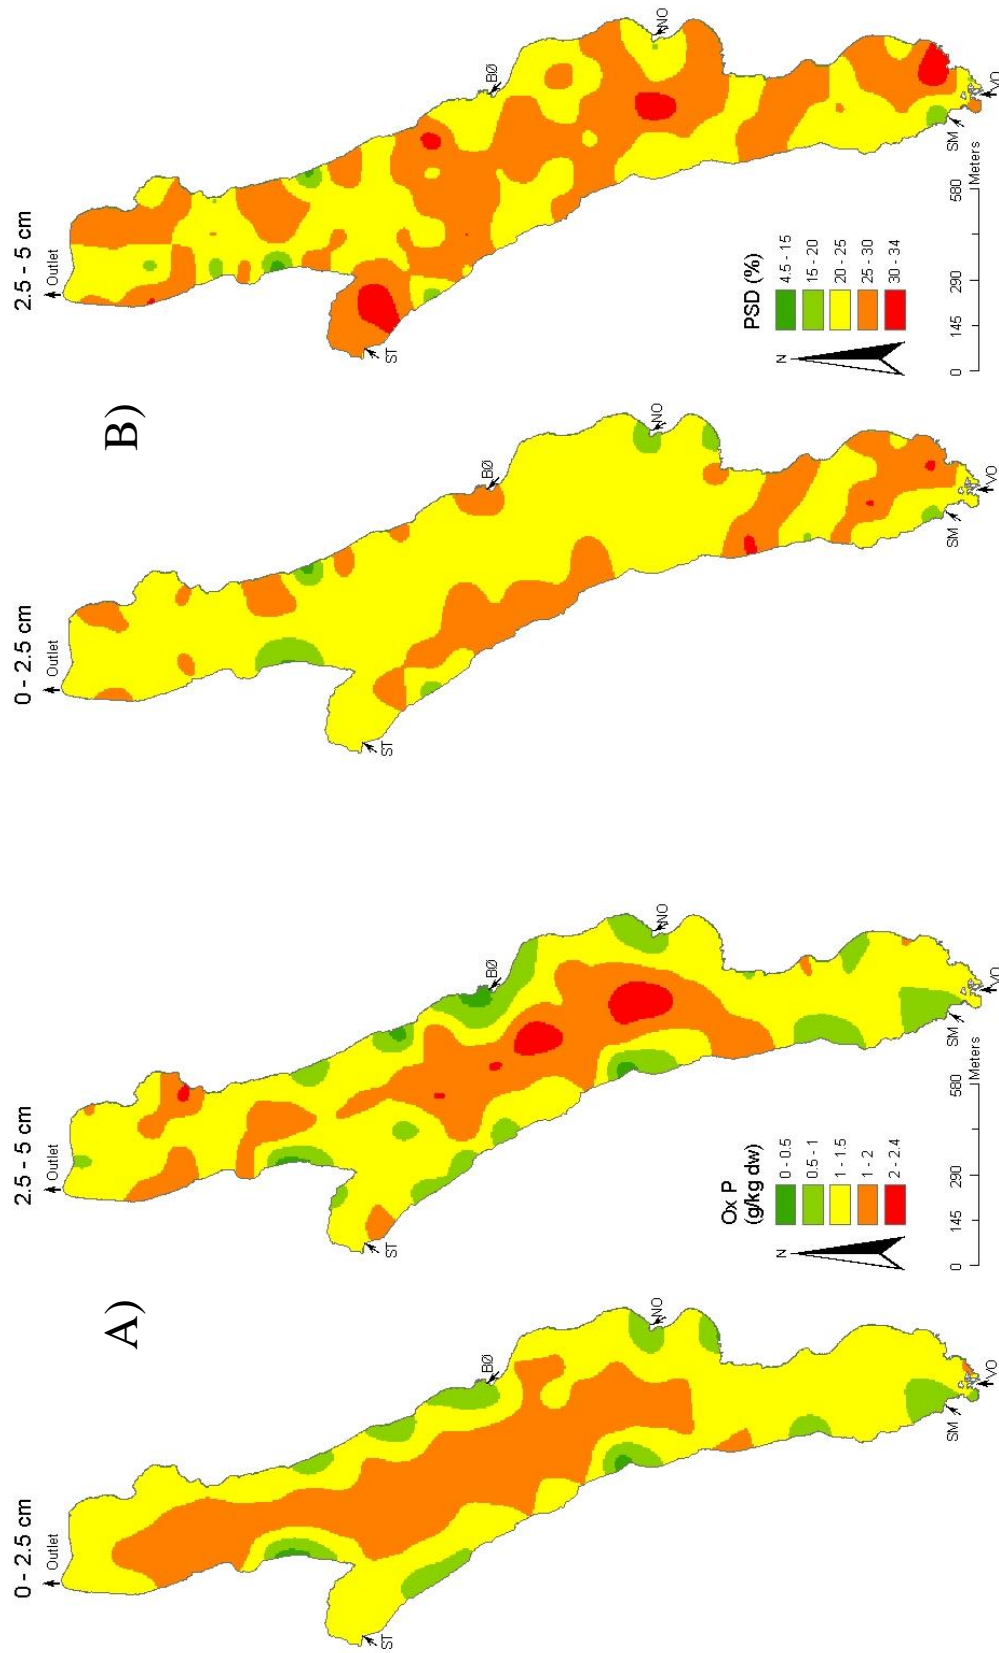 B)
0 - 2.5 cm
Outlet
ST
BØ
NO
SM
VO
2.5 - 5 cm
Outlet
ST
BØ
NO
SM
VO
PSD (%)
4.5 - 15
15 - 20
20 - 25
25 - 30
30 - 34
N
0 145 290 580
Meters
A)
0 - 2.5 cm
Outlet
ST
BØ
NO
SM
VO
2.5 - 5 cm
Outlet
ST
BØ
NO
SM
VO
Ox P
(g/kg dw)
0 - 0.5
0.5 - 1
1 - 1.5
1 - 2
2 - 2.4
N
0 145 290 580
Meters